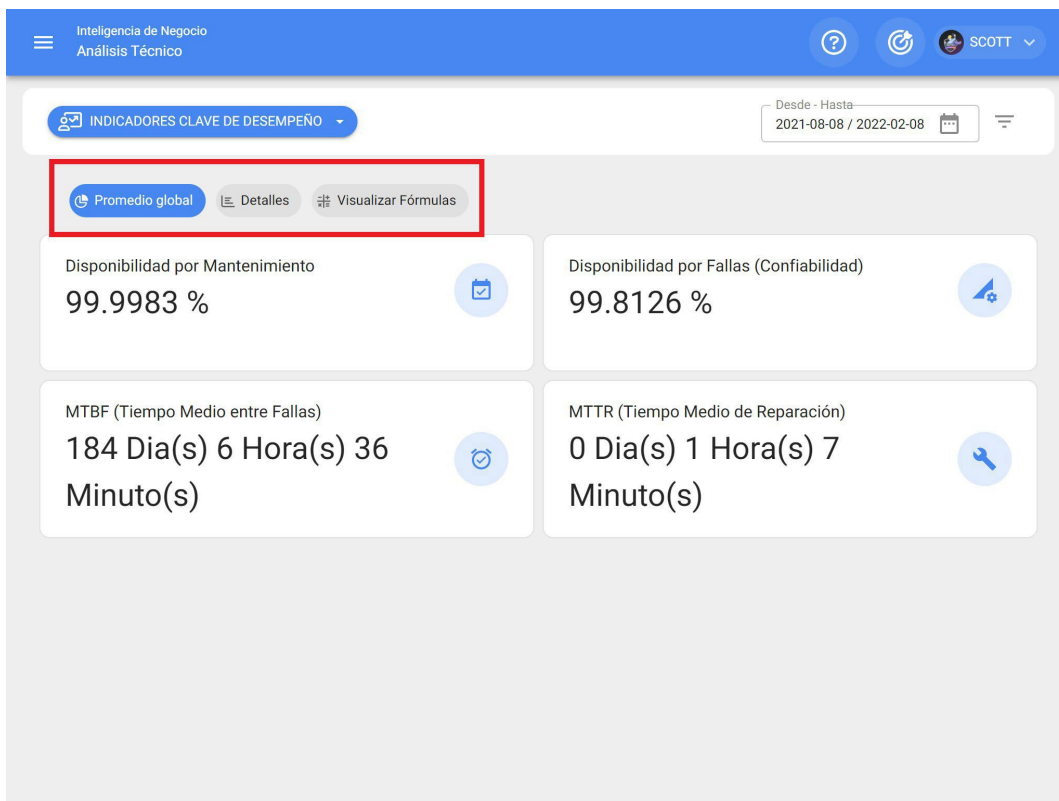 Inteligencia de Negocio
Análisis Técnico
SCOTT
INDICADORES CLAVE DE DESEMPEÑO
Desde - Hasta
2021-08-08 / 2022-02-08
Promedio global
Detalles
Visualizar Fórmulas
Disponibilidad por Mantenimiento
99.9983 %
Disponibilidad por Fallas (Confiabilidad)
99.8126 %
MTBF (Tiempo Medio entre Fallas)
184 Dia(s) 6 Hora(s) 36
Minuto(s)
MTTR (Tiempo Medio de Reparación)
0 Dia(s) 1 Hora(s) 7
Minuto(s)